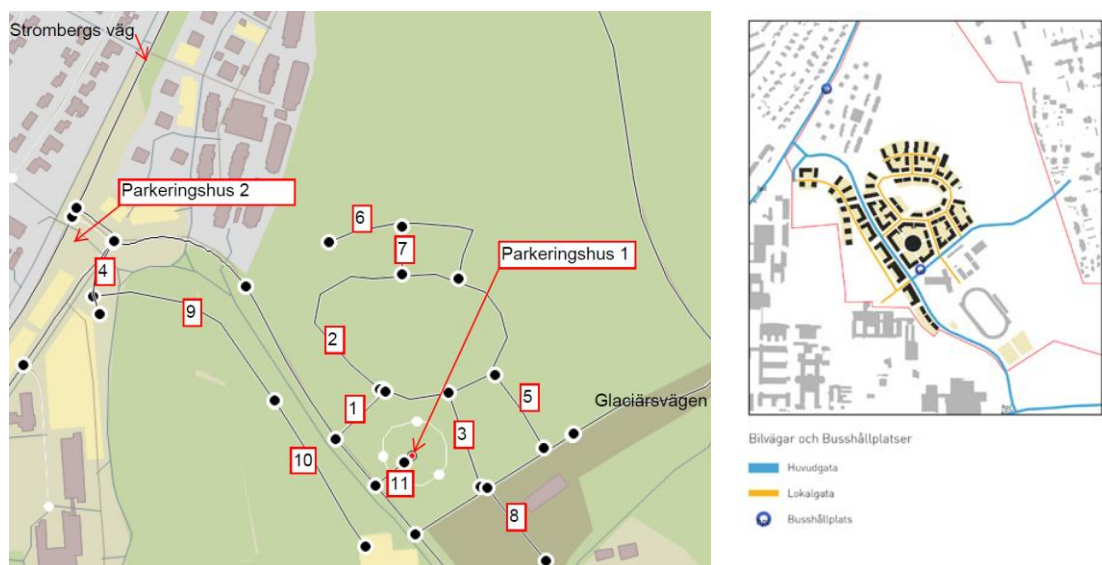 Strombergs väg
Parkeringshus 2
6
7
Parkeringshus 1
4
9
2
Glaciärsvägen
1
5
3
10
11
8
Bilvägar och Busshållplatser
Huvudgata
Lokalgata
Busshållplats